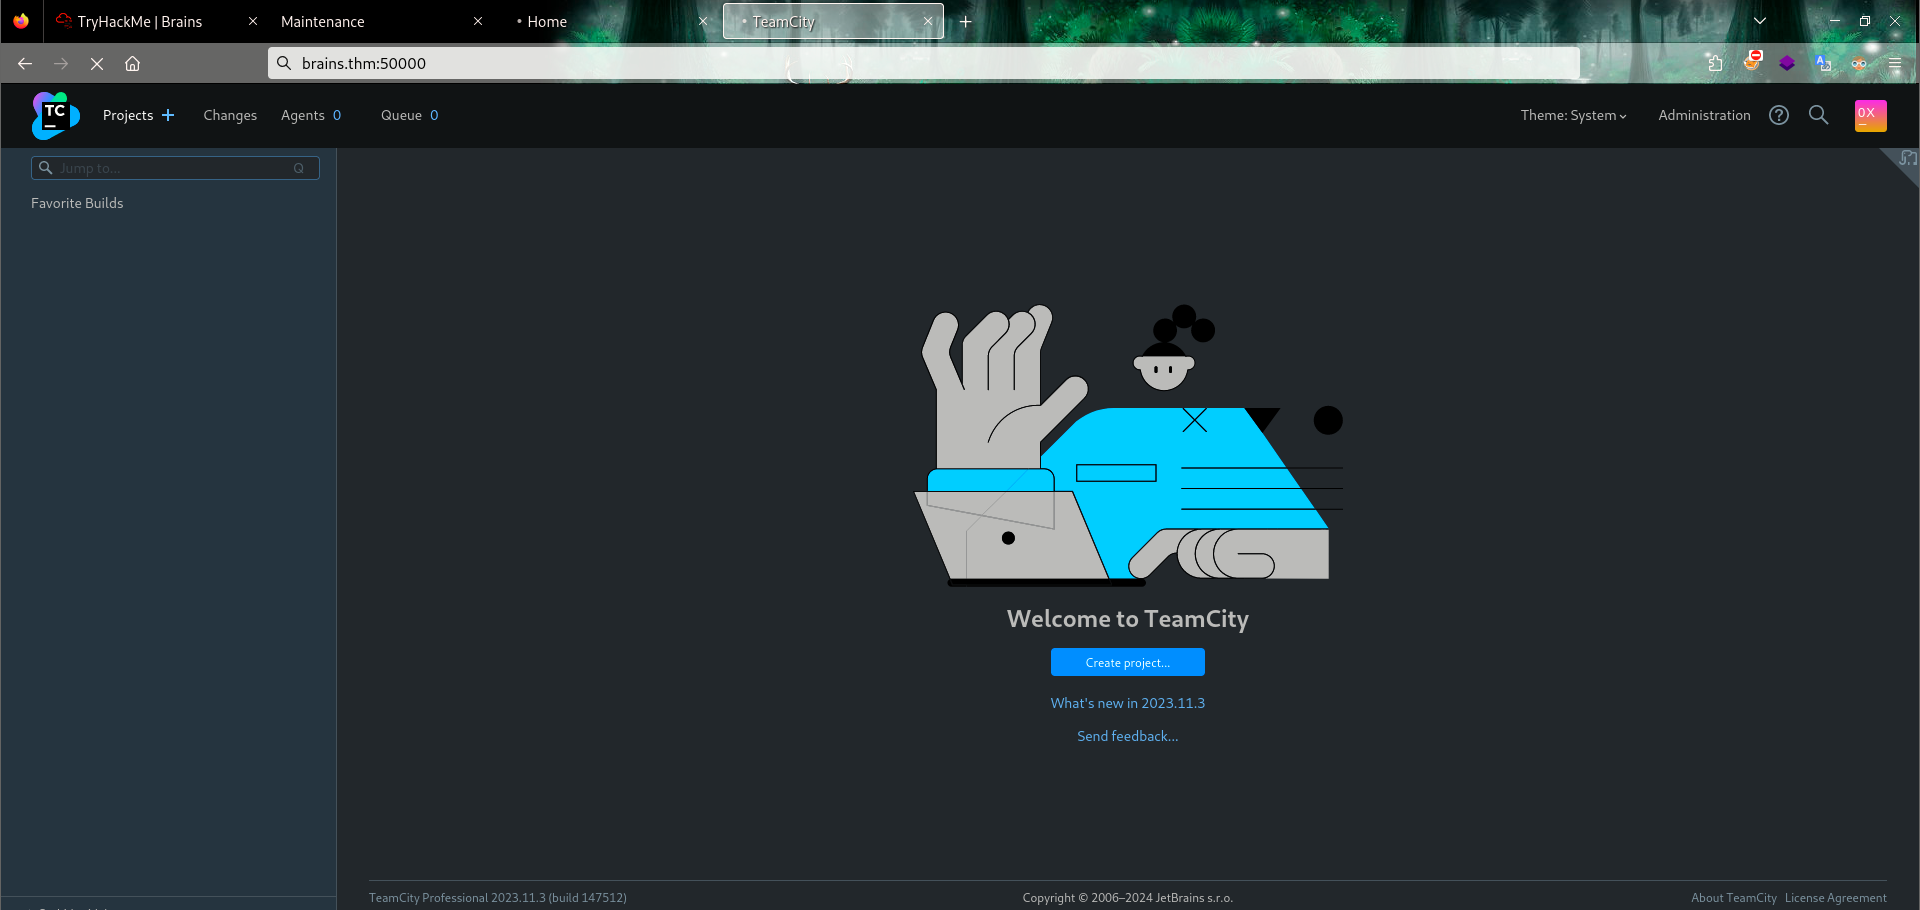 TryHackMe | Brains
Maintenance
Home
TeamCity
brains.thm:50000
TC
Projects
Changes
Agents 0
Queue 0
Theme: System
Administration
0X
Jump to...
Q
Favorite Builds
Welcome to TeamCity
Create project...
What's new in 2023.11.3
Send feedback...
TeamCity Professional 2023.11.3 (build 147512)
Copyright © 2006–2024 JetBrains s.r.o.
About TeamCity
License Agreement